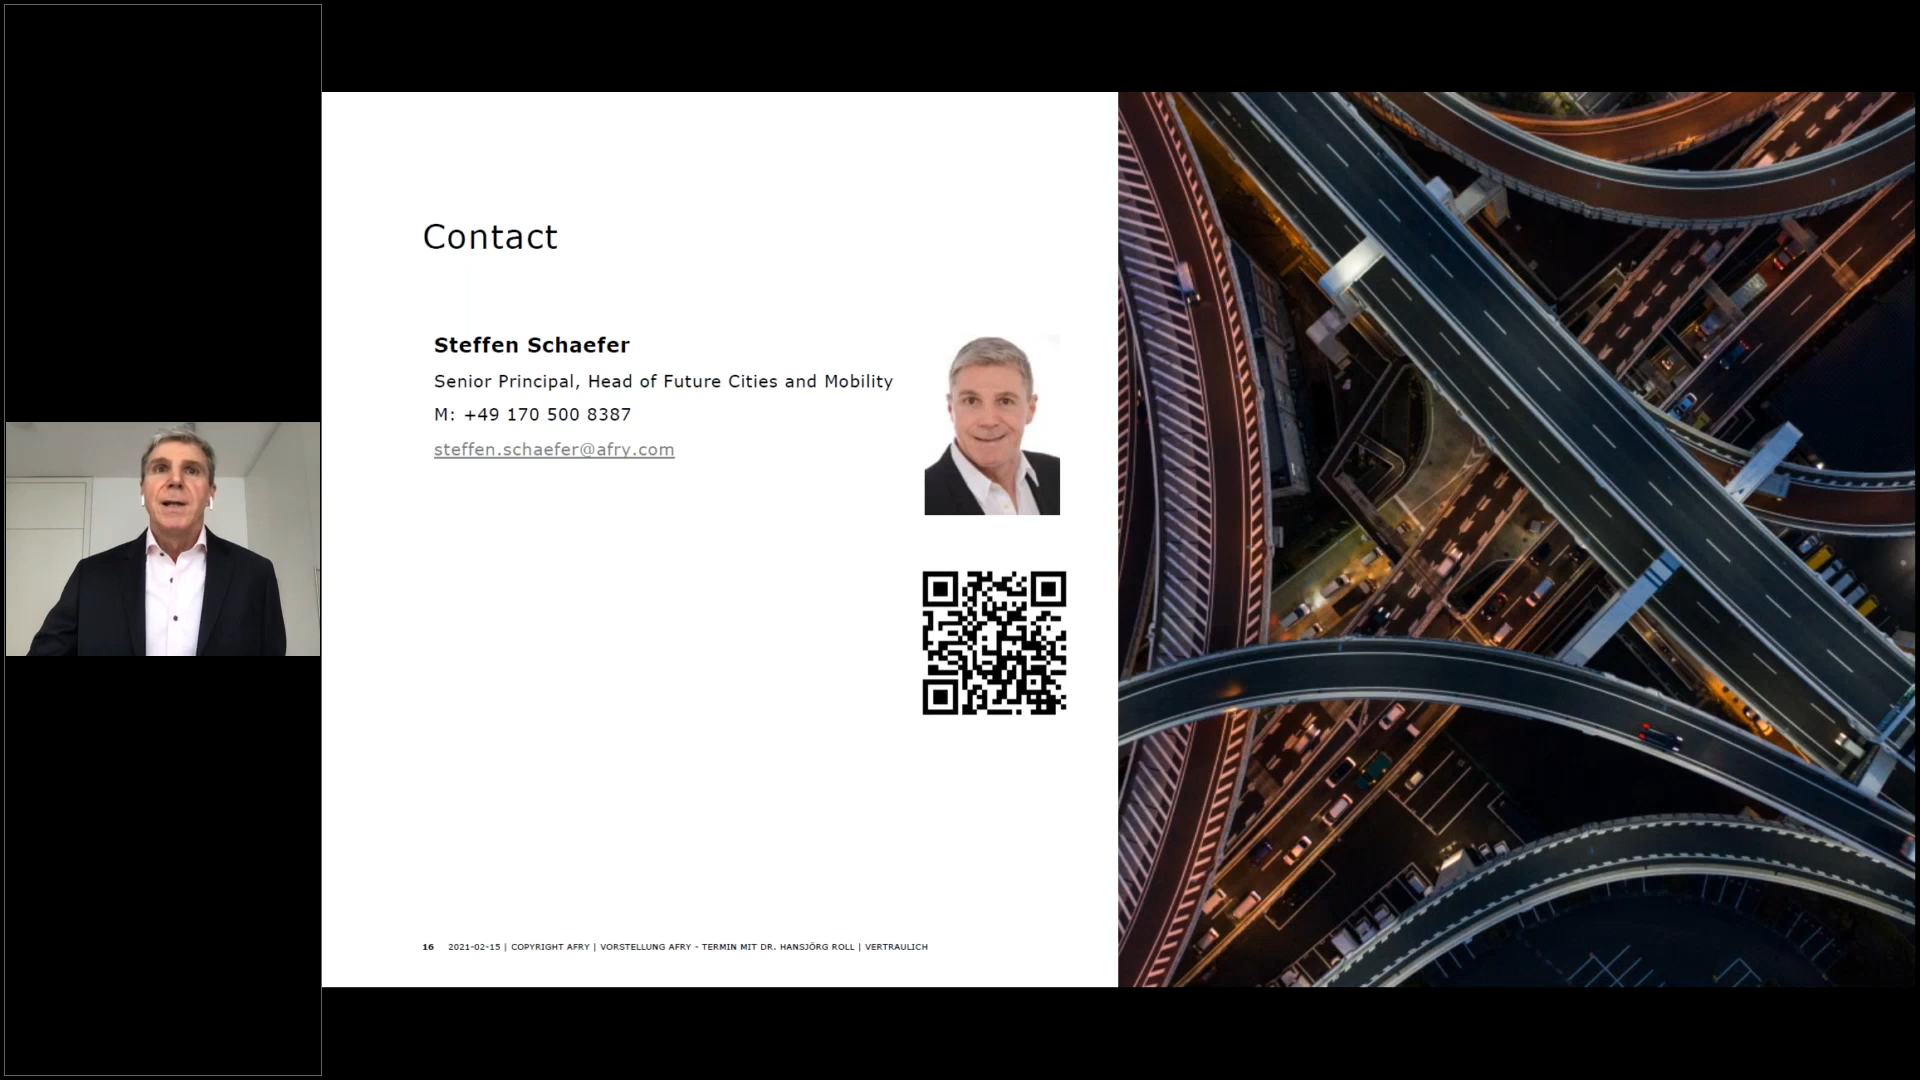 Contact
Steffen Schaefer
Senior Principal, Head of Future Cities and Mobility
M: +49 170 500 8387
steffen.schaefer@afry.com
16 2021-02-15 | COPYRIGHT AFRY | VORSTELLUNG AFRY - TERMIN MIT DR. HANSJÖRG ROLL | VERTRAULICH